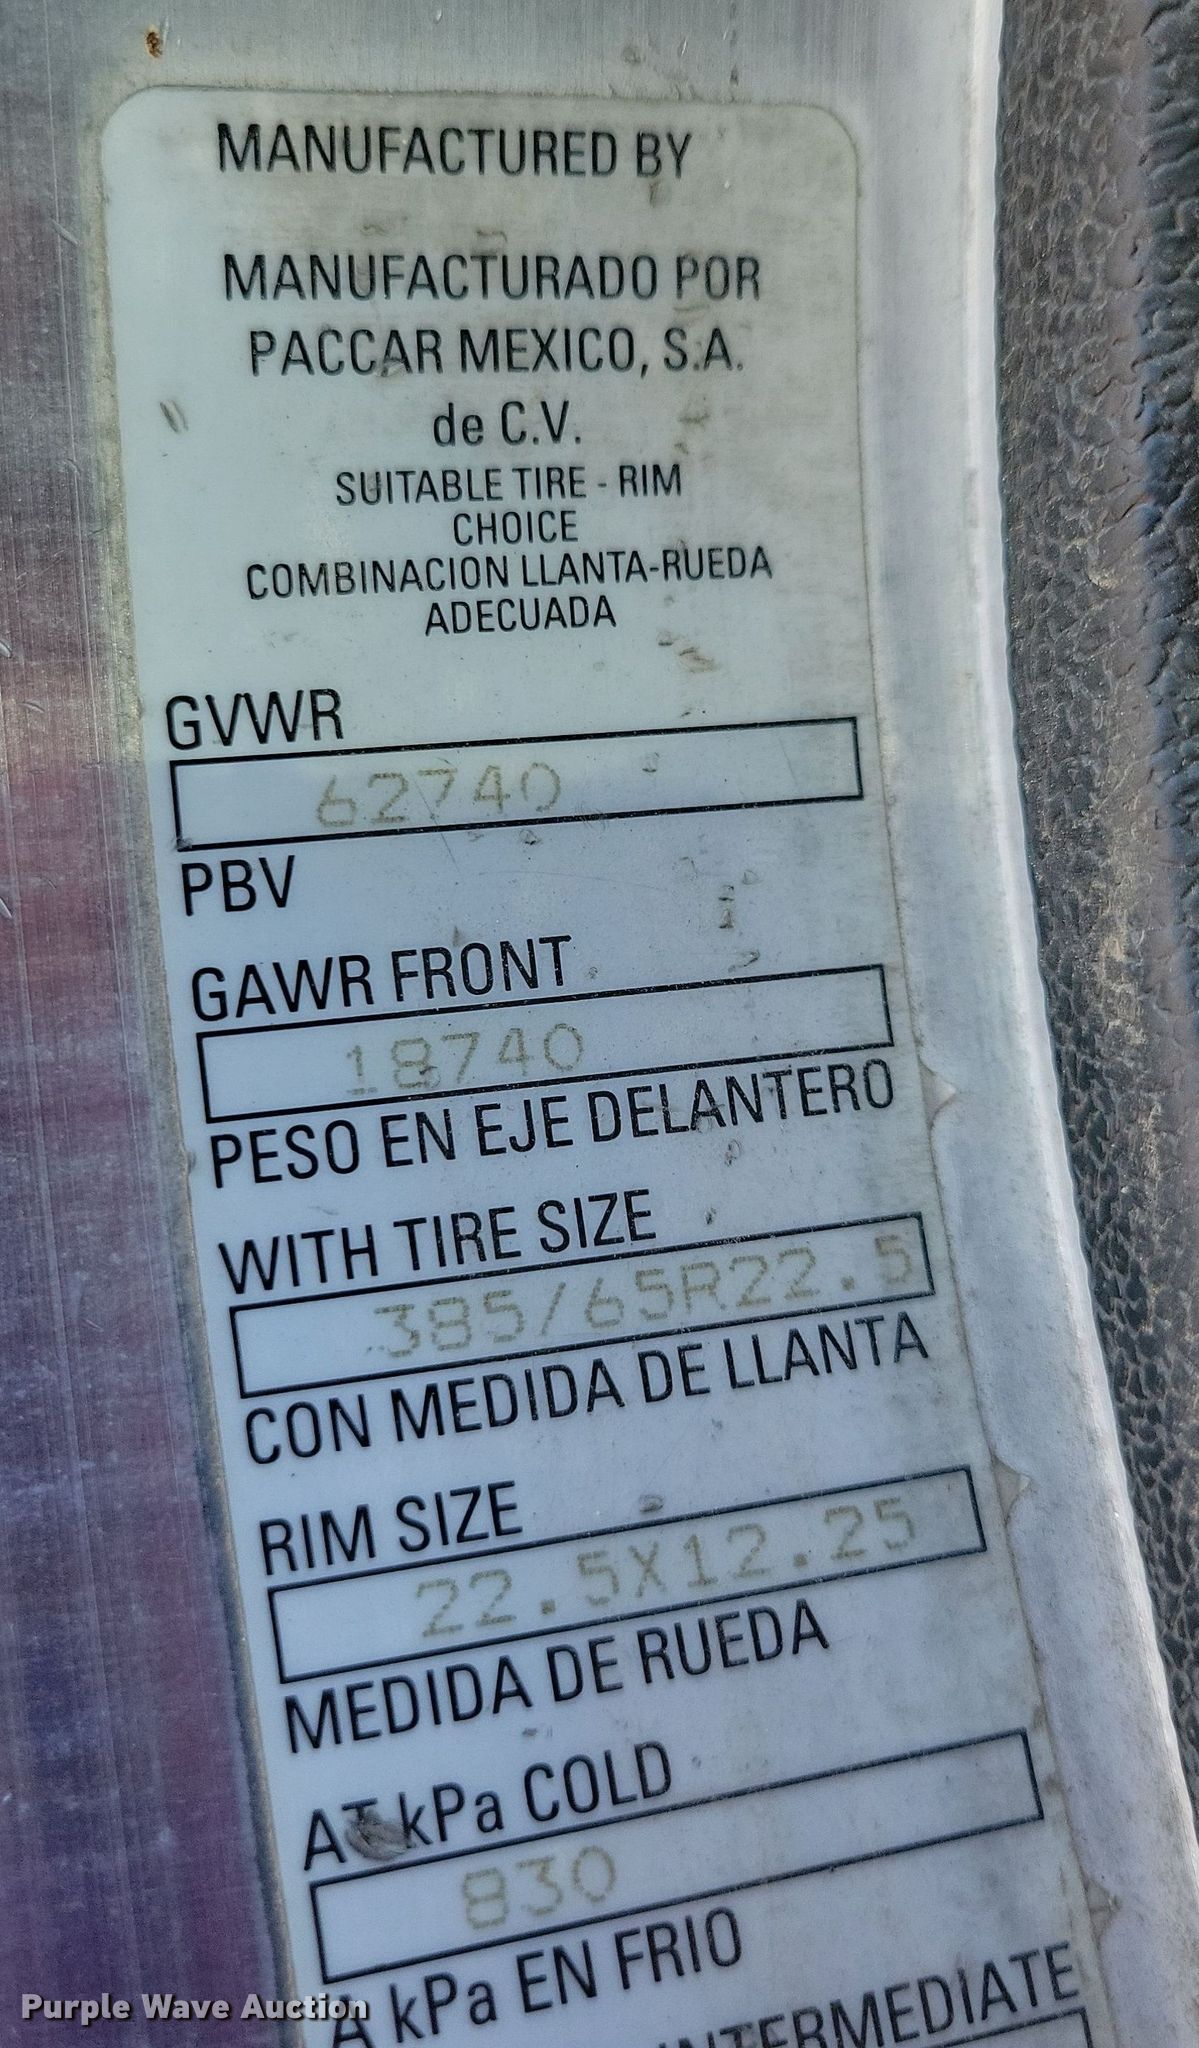 MANUFACTURED BY
MANUFACTURADO POR
PACCAR MEXICO, S.A.
de C.V.
SUITABLE TIRE - RIM
CHOICE
COMBINACION LLANTA-RUEDA
ADECUADA
GVWR
62740
PBV
GAWR FRONT
18740
PESO EN EJE DELANTERO
WITH TIRE SIZE
385/65R22.5
CON MEDIDA DE LLANTA
RIM SIZE
22.5X12.25
MEDIDA DE RUEDA
AT kPa COLD
830
A kPa EN FRIO
INTERMEDIATE
Purple Wave Auction